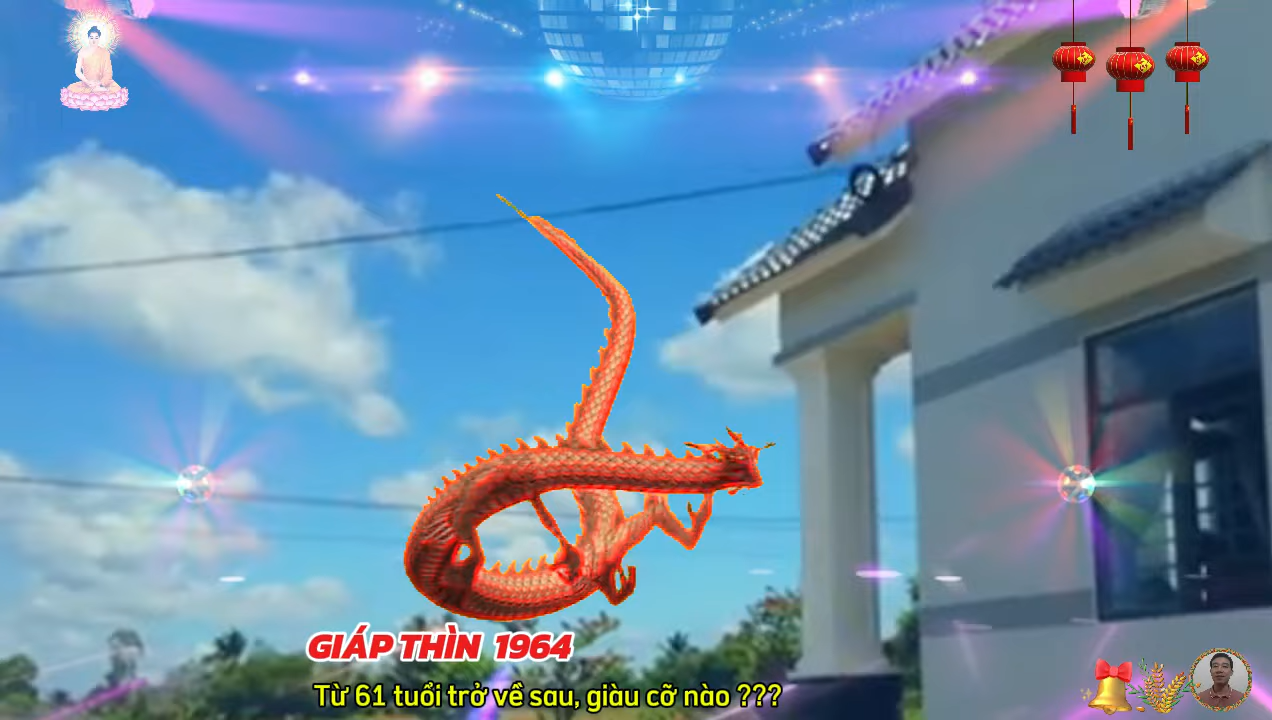 GIÁP THÌN 1964
Từ 61 tuổi trở về sau, giàu cỡ nào ???